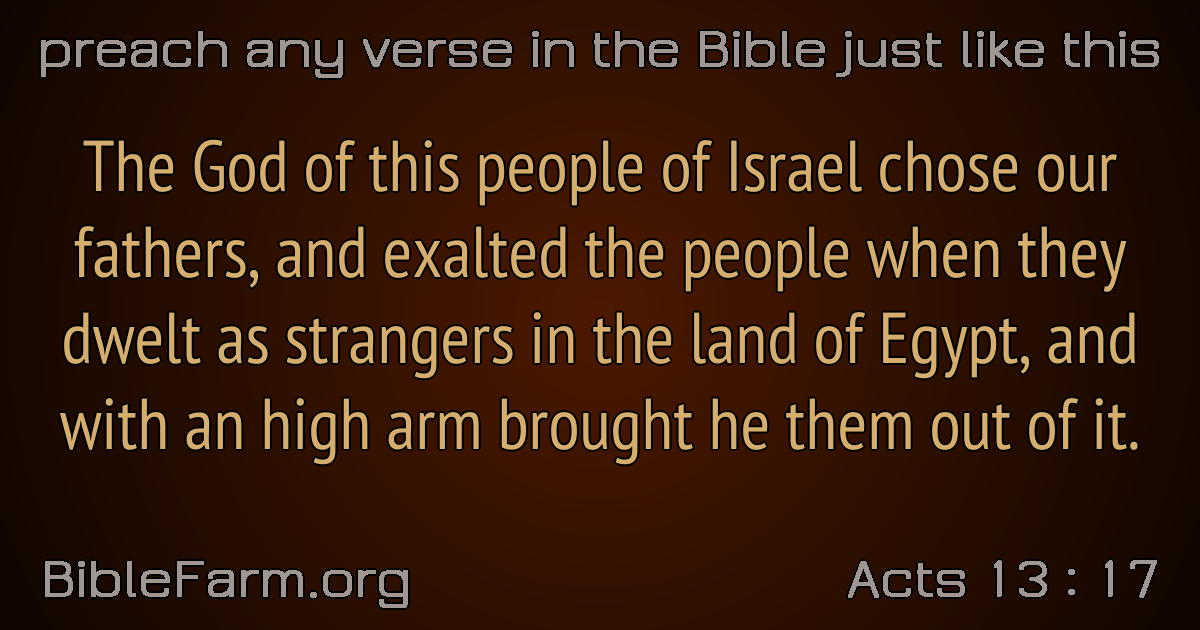 preach any verse in the Bible just like this
The God of this people of Israel chose our
fathers, and exalted the people when they
dwelt as strangers in the land of Egypt, and
with an high arm brought he them out of it.
BibleFarm.org
Acts 13 : 17